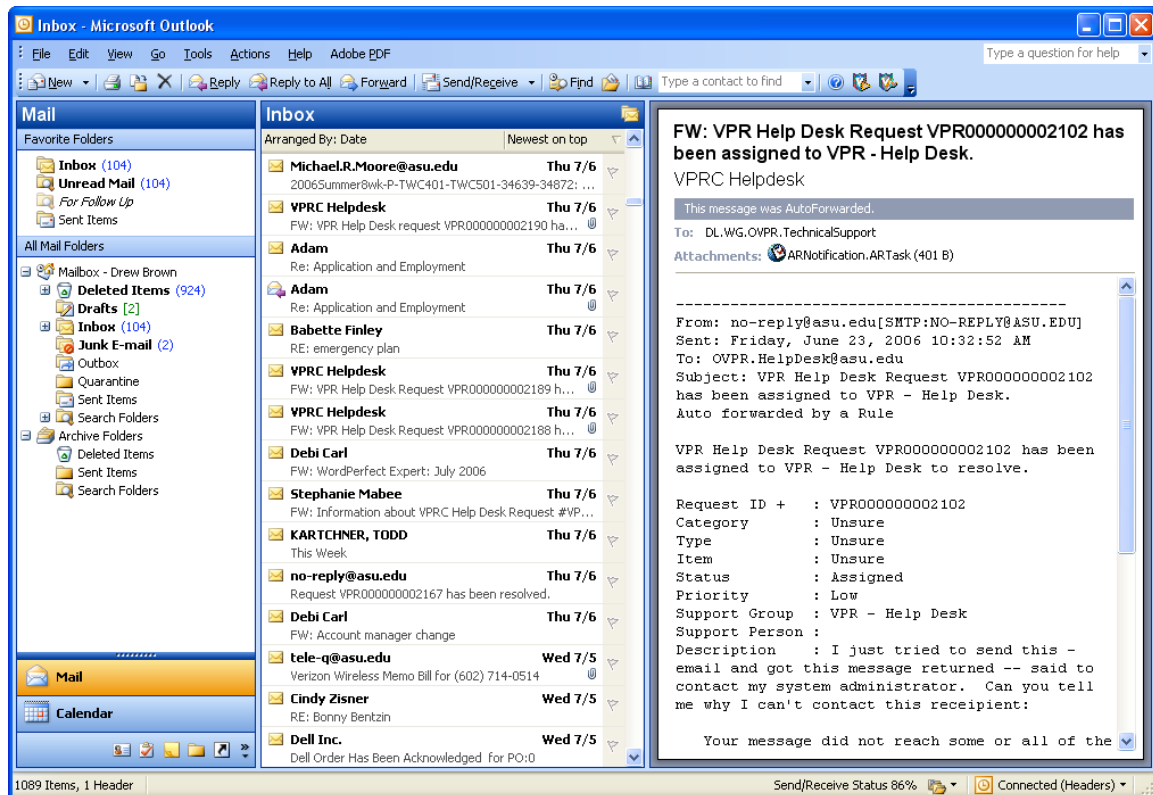 Inbox - Microsoft Outlook
File Edit View Go Tools Actions Help Adobe PDF Type a question for help
New Reply Reply to All Forward Send/Receive Find Type a contact to find
Mail
Favorite Folders
Inbox (104)
Unread Mail (104)
For Follow Up
Sent Items
All Mail Folders
Mailbox - Drew Brown
Deleted Items (924)
Drafts [2]
Inbox (104)
Junk E-mail (2)
Outbox
Quarantine
Sent Items
Search Folders
Archive Folders
Deleted Items
Sent Items
Search Folders
Mail
Calendar
Inbox
Arranged By: Date Newest on top
Michael.R.Moore@asu.edu Thu 7/6
2006Summer8wk-P-TWC401-TWC501-34639-34872: ...
VPRC Helpdesk Thu 7/6
FW: VPR Help Desk request VPR000000002190 ha...
Adam Thu 7/6
Re: Application and Employment
Adam Thu 7/6
Re: Application and Employment
Babette Finley Thu 7/6
RE: emergency plan
VPRC Helpdesk Thu 7/6
FW: VPR Help Desk Request VPR000000002189 h...
VPRC Helpdesk Thu 7/6
FW: VPR Help Desk Request VPR000000002188 h...
Debi Carl Thu 7/6
FW: WordPerfect Expert: July 2006
Stephanie Mabee Thu 7/6
FW: Information about VPRC Help Desk Request #VP...
KARTCHNER, TODD Thu 7/6
This Week
no-reply@asu.edu Thu 7/6
Request VPR000000002167 has been resolved.
Debi Carl Thu 7/6
FW: Account manager change
tele-q@asu.edu Wed 7/5
Verizon Wireless Memo Bill for (602) 714-0514
Cindy Zisner Wed 7/5
RE: Bonny Bentzin
Dell Inc. Wed 7/5
Dell Order Has Been Acknowledged for PO:0
FW: VPR Help Desk Request VPR000000002102 has
been assigned to VPR - Help Desk.
VPRC Helpdesk
This message was AutoForwarded.
To: DL.WG.OVPR.TechnicalSupport
Attachments: ARNotification.ARTask (401 B)
-------------------------------------------
From: no-reply@asu.edu[SMTP:NO-REPLY@ASU.EDU]
Sent: Friday, June 23, 2006 10:32:52 AM
To: OVPR.HelpDesk@asu.edu
Subject: VPR Help Desk Request VPR000000002102
has been assigned to VPR - Help Desk.
Auto forwarded by a Rule
VPR Help Desk Request VPR000000002102 has been
assigned to VPR - Help Desk to resolve.
Request ID + : VPR000000002102
Category : Unsure
Type : Unsure
Item : Unsure
Status : Assigned
Priority : Low
Support Group : VPR - Help Desk
Support Person :
Description : I just tried to send this -
email and got this message returned -- said to
contact my system administrator. Can you tell
me why I can't contact this receipient:
Your message did not reach some or all of the
1089 Items, 1 Header Send/Receive Status 86% Connected (Headers)